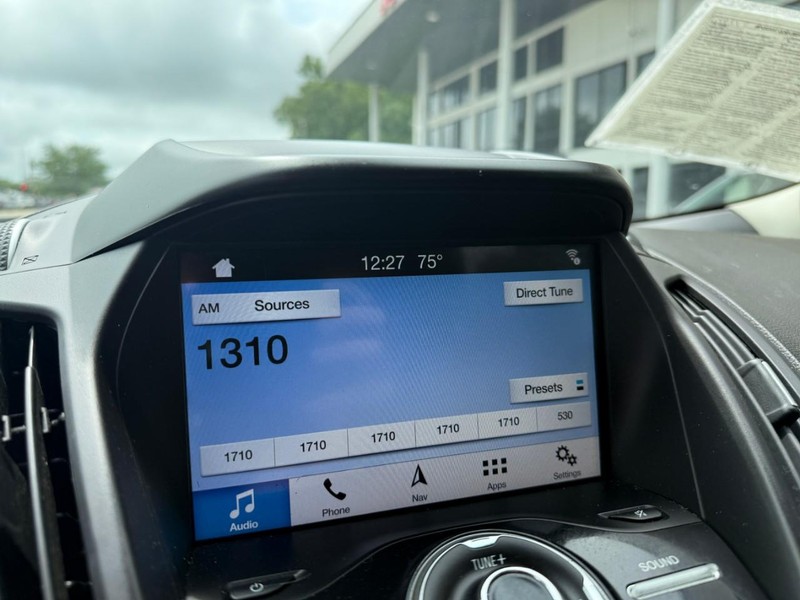 12:27 75°
AM Sources
Direct Tune
1310
Presets
1710 1710 1710 1710 1710 530
Audio Phone Nav Apps Settings
TUNE+
SOUND